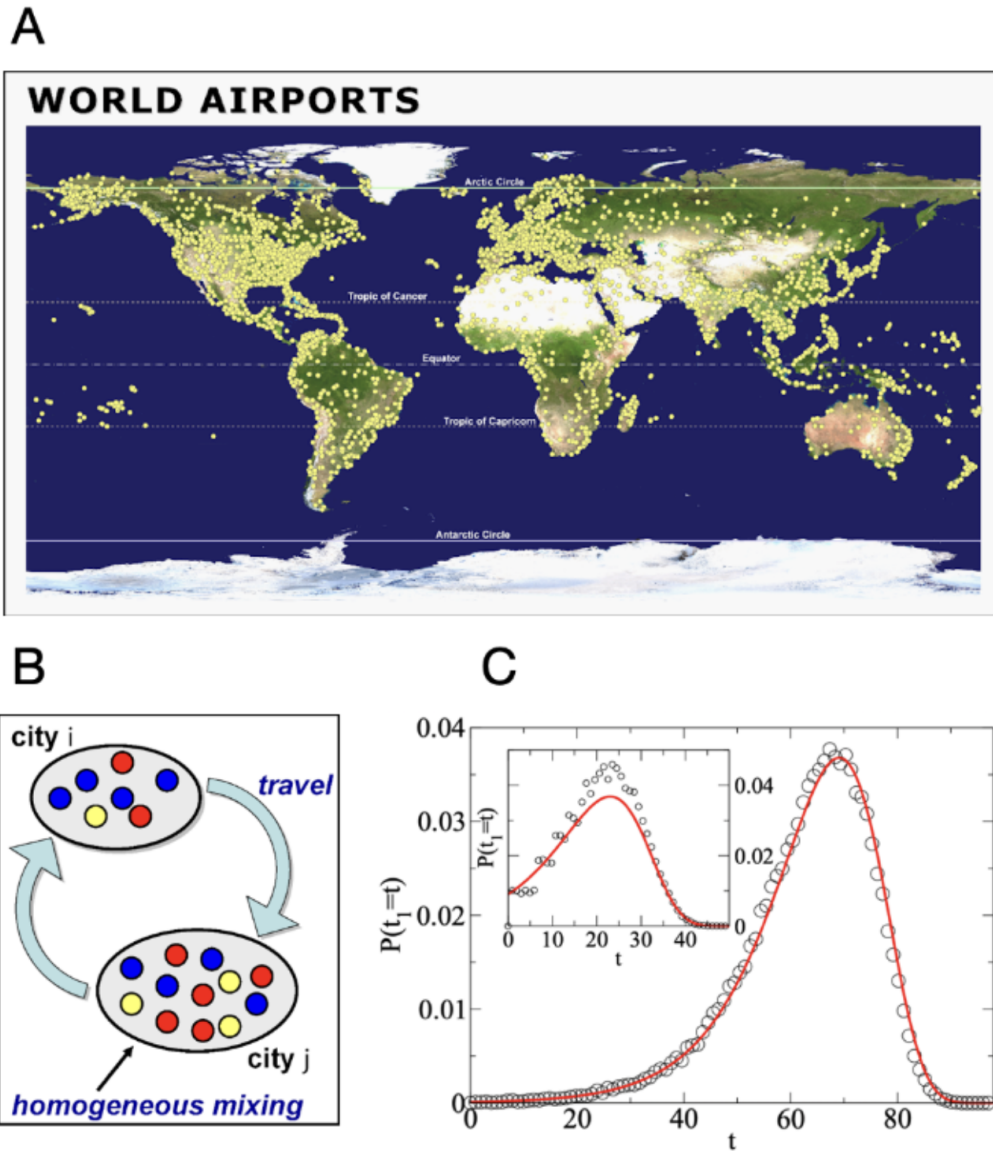 A
WORLD AIRPORTS
Arctic Circle
Tropic of Cancer
Equator
Tropic of Capricorn
Antarctic Circle
B
city i
travel
city j
homogeneous mixing
C
0.04
0.03
0.02
0.01
0
P(t₁=t)
0 20 40 60 80
t
P(t₁=t)
0.04
0.02
0
0 10 20 30 40
t